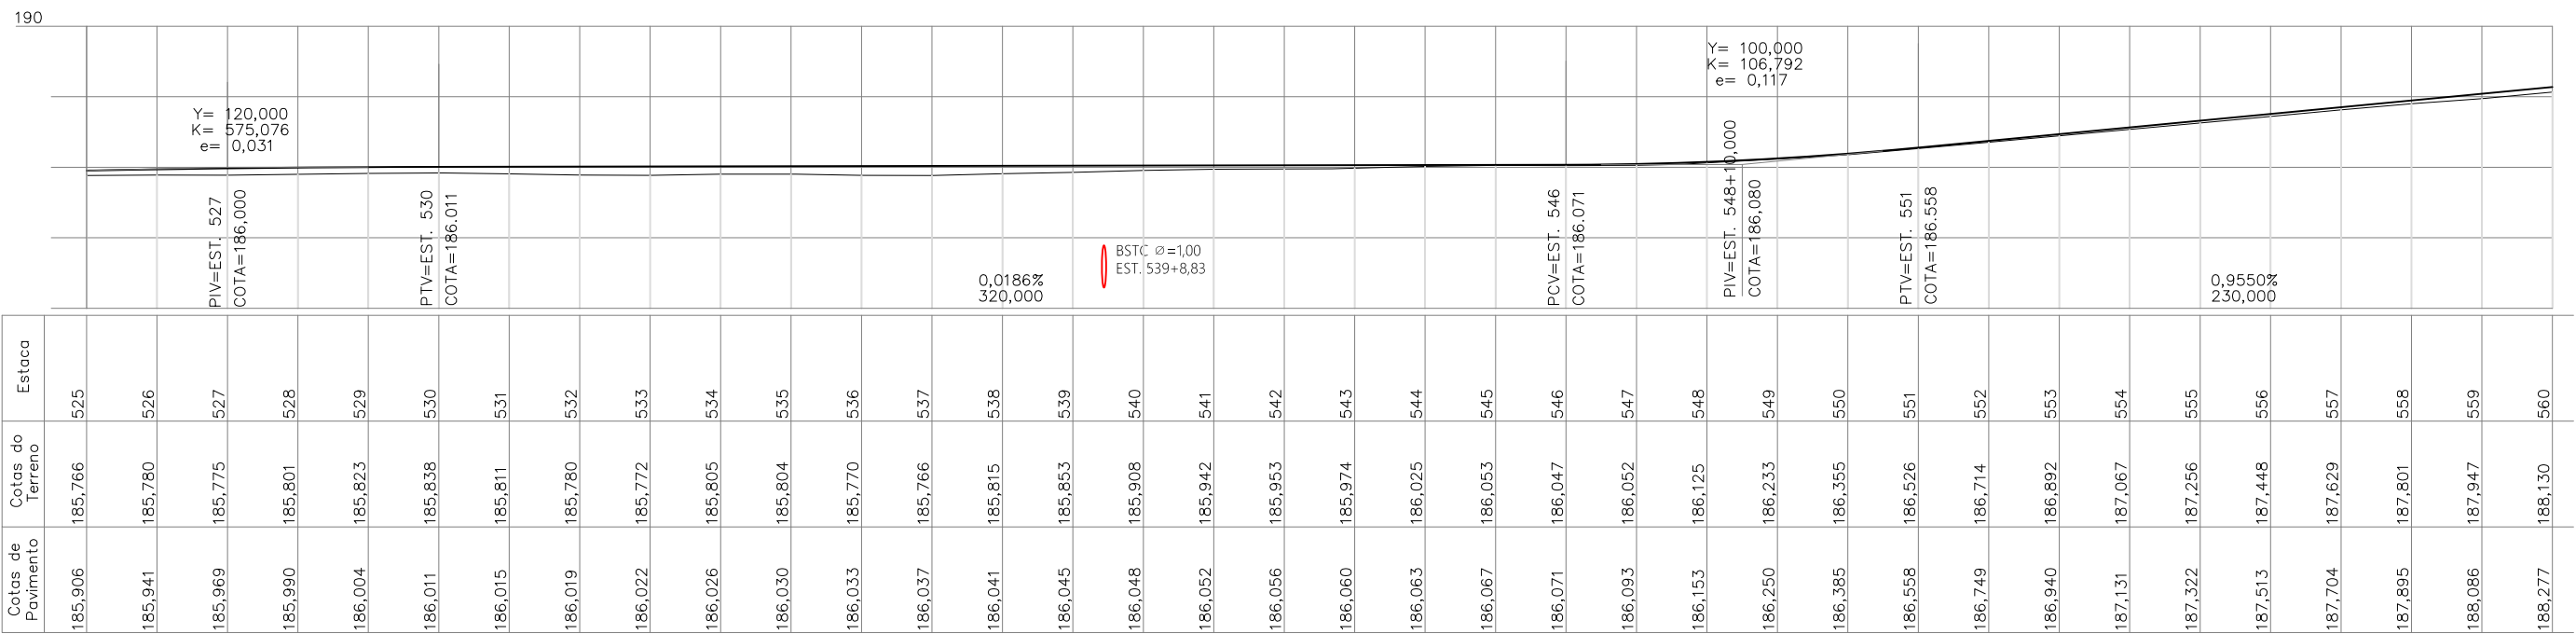 190
Y= 120,000
K= 575,076
e= 0,031
Y= 100,000
K= 106,792
e= 0,117
PIV=EST. 527
COTA=186,000
PTV=EST. 530
COTA=186.011
0,0186%
320,000
BSTC ∅=1,00
EST. 539+8,83
PCV=EST. 546
COTA=186.071
PIV=EST. 548+10,000
COTA=186,080
PTV=EST. 551
COTA=186.558
0,9550%
230,000
Estaca
525 526 527 528 529 530 531 532 533 534 535 536 537 538 539 540 541 542 543 544 545 546 547 548 549 550 551 552 553 554 555 556 557 558 559 560
Cotas do
Terreno
185,766 185,780 185,775 185,801 185,823 185,838 185,811 185,780 185,772 185,805 185,804 185,770 185,766 185,815 185,853 185,908 185,942 185,953 185,974 186,025 186,053 186,047 186,052 186,125 186,233 186,355 186,526 186,714 186,892 187,067 187,256 187,448 187,629 187,801 187,947 188,130
Cotas de
Pavimento
185,906 185,941 185,969 185,990 186,004 186,011 186,015 186,019 186,022 186,026 186,030 186,033 186,037 186,041 186,045 186,048 186,052 186,056 186,060 186,063 186,067 186,071 186,093 186,153 186,250 186,385 186,558 186,749 186,940 187,131 187,322 187,513 187,704 187,895 188,086 188,277